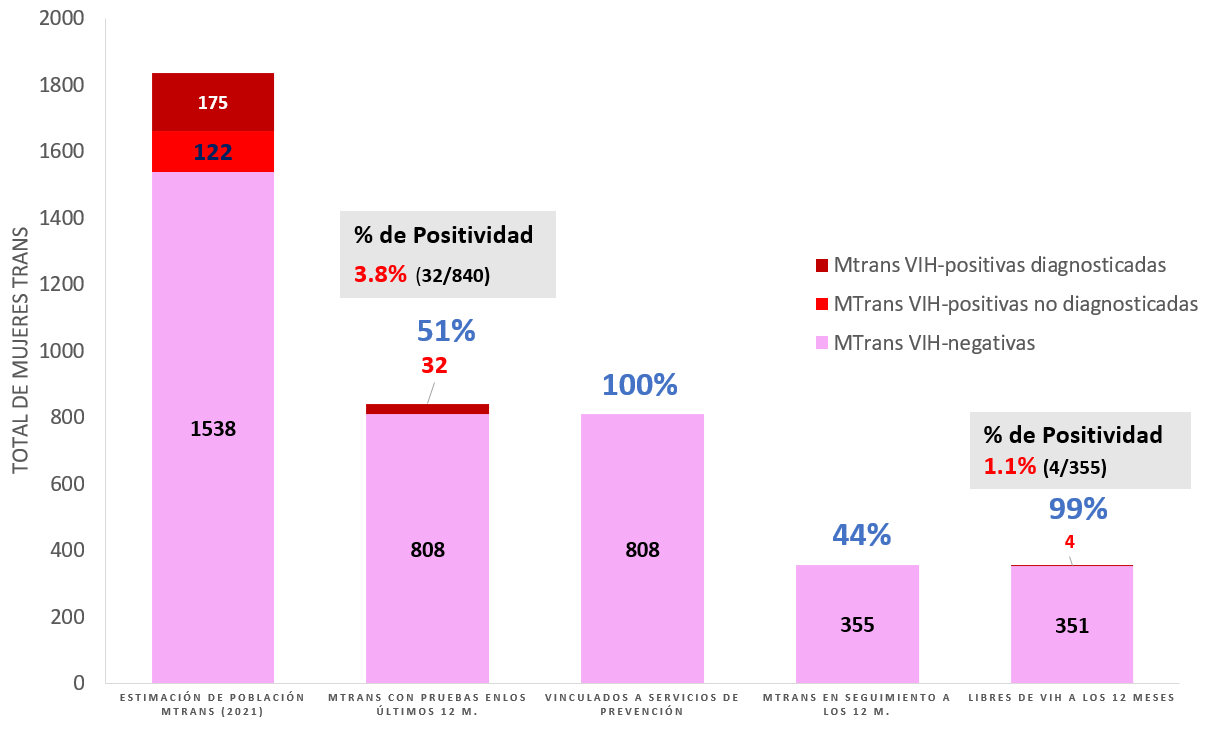 2000
1800
1600
1400
1200
1000
800
600
400
200
0
TOTAL DE MUJERES TRANS
175
122
1538
% de Positividad
3.8% (32/840)
51%
32
808
100%
808
44%
355
% de Positividad
1.1% (4/355)
99%
4
351
Mtrans VIH-positivas diagnosticadas
MTrans VIH-positivas no diagnosticadas
MTrans VIH-negativas
ESTIMACIÓN DE POBLACIÓN
MTRANS (2021)
MTRANS CON PRUEBAS ENLOS
ÚLTIMOS 12 M.
VINCULADOS A SERVICIOS DE
PREVENCIÓN
MTRANS EN SEGUIMIENTO A
LOS 12 M.
LIBRES DE VIH A LOS 12 MESES